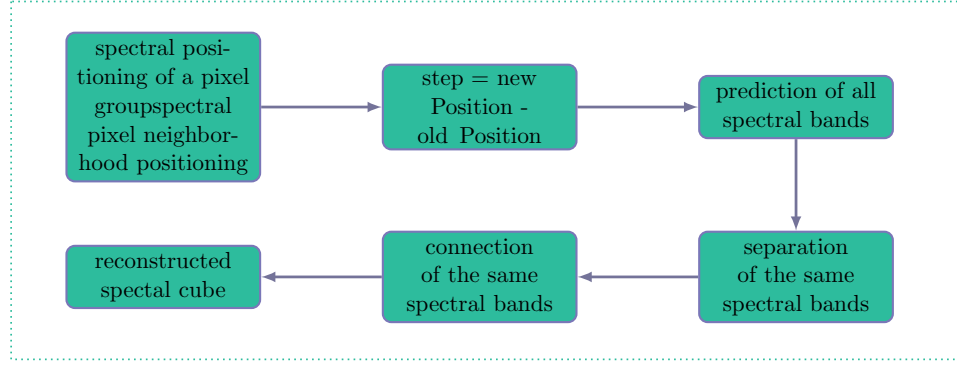 spectral posi-
tioning of a pixel
groupspectral
pixel neighbor-
hood positioning
step = new
Position -
old Position
prediction of all
spectral bands
separation
of the same
spectral bands
connection
of the same
spectral bands
reconstructed
spectal cube